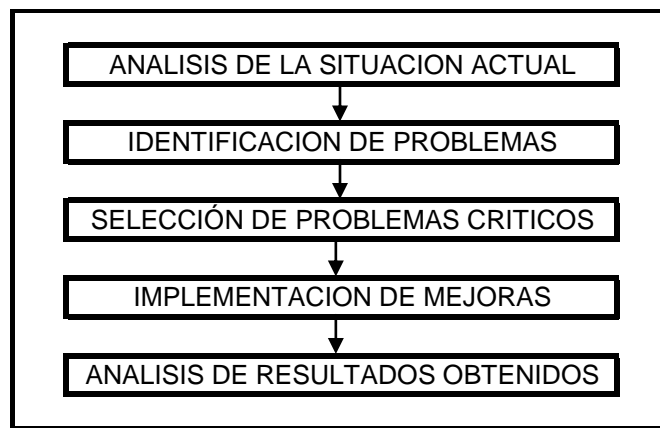 ANALISIS DE LA SITUACION ACTUAL
IDENTIFICACION DE PROBLEMAS
SELECCIÓN DE PROBLEMAS CRITICOS
IMPLEMENTACION DE MEJORAS
ANALISIS DE RESULTADOS OBTENIDOS